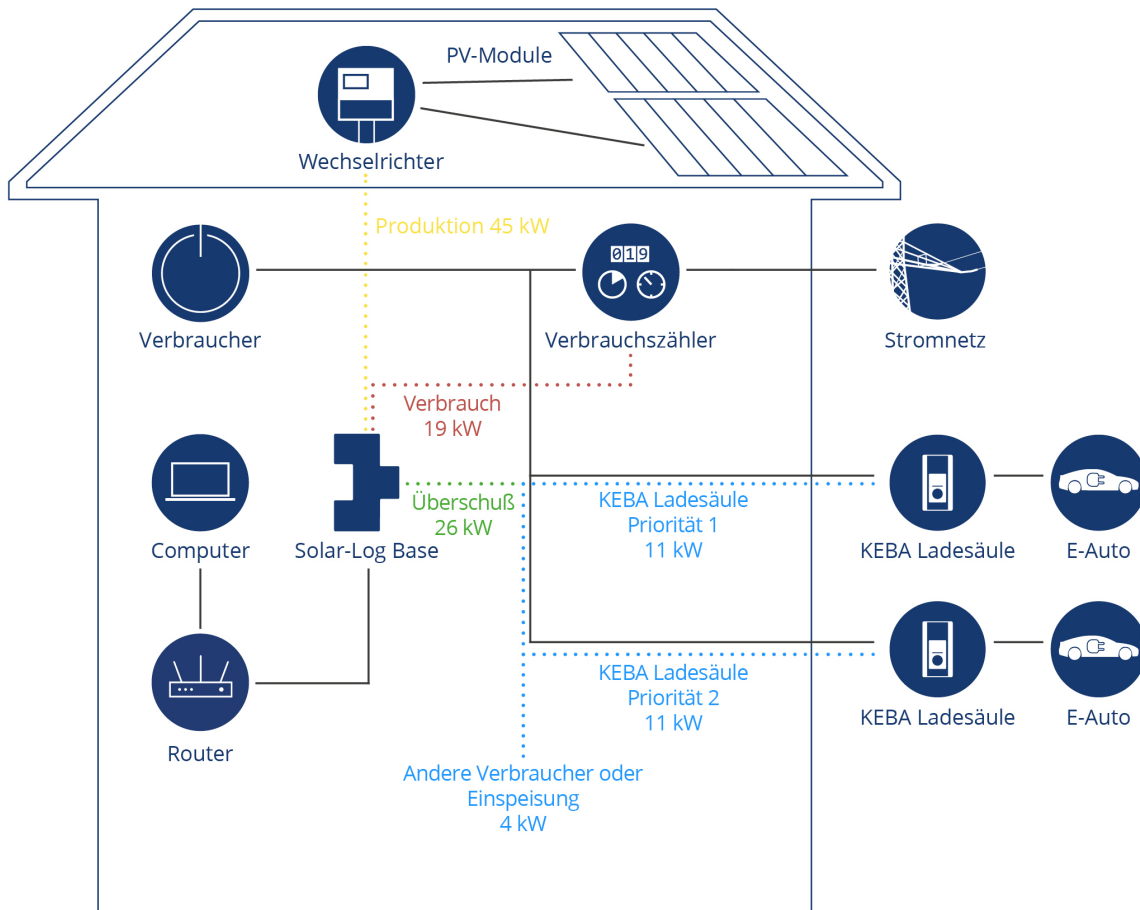 PV-Module
Wechselrichter
Produktion 45 kW
019
Verbraucher
Verbrauchszähler
Stromnetz
Verbrauch
19 kW
Überschuß
26 kW
KEBA Ladesäule
Priorität 1
11 kW
Computer
Solar-Log Base
KEBA Ladesäule
E-Auto
KEBA Ladesäule
Priorität 2
11 kW
KEBA Ladesäule
E-Auto
Router
Andere Verbraucher oder
Einspeisung
4 kW